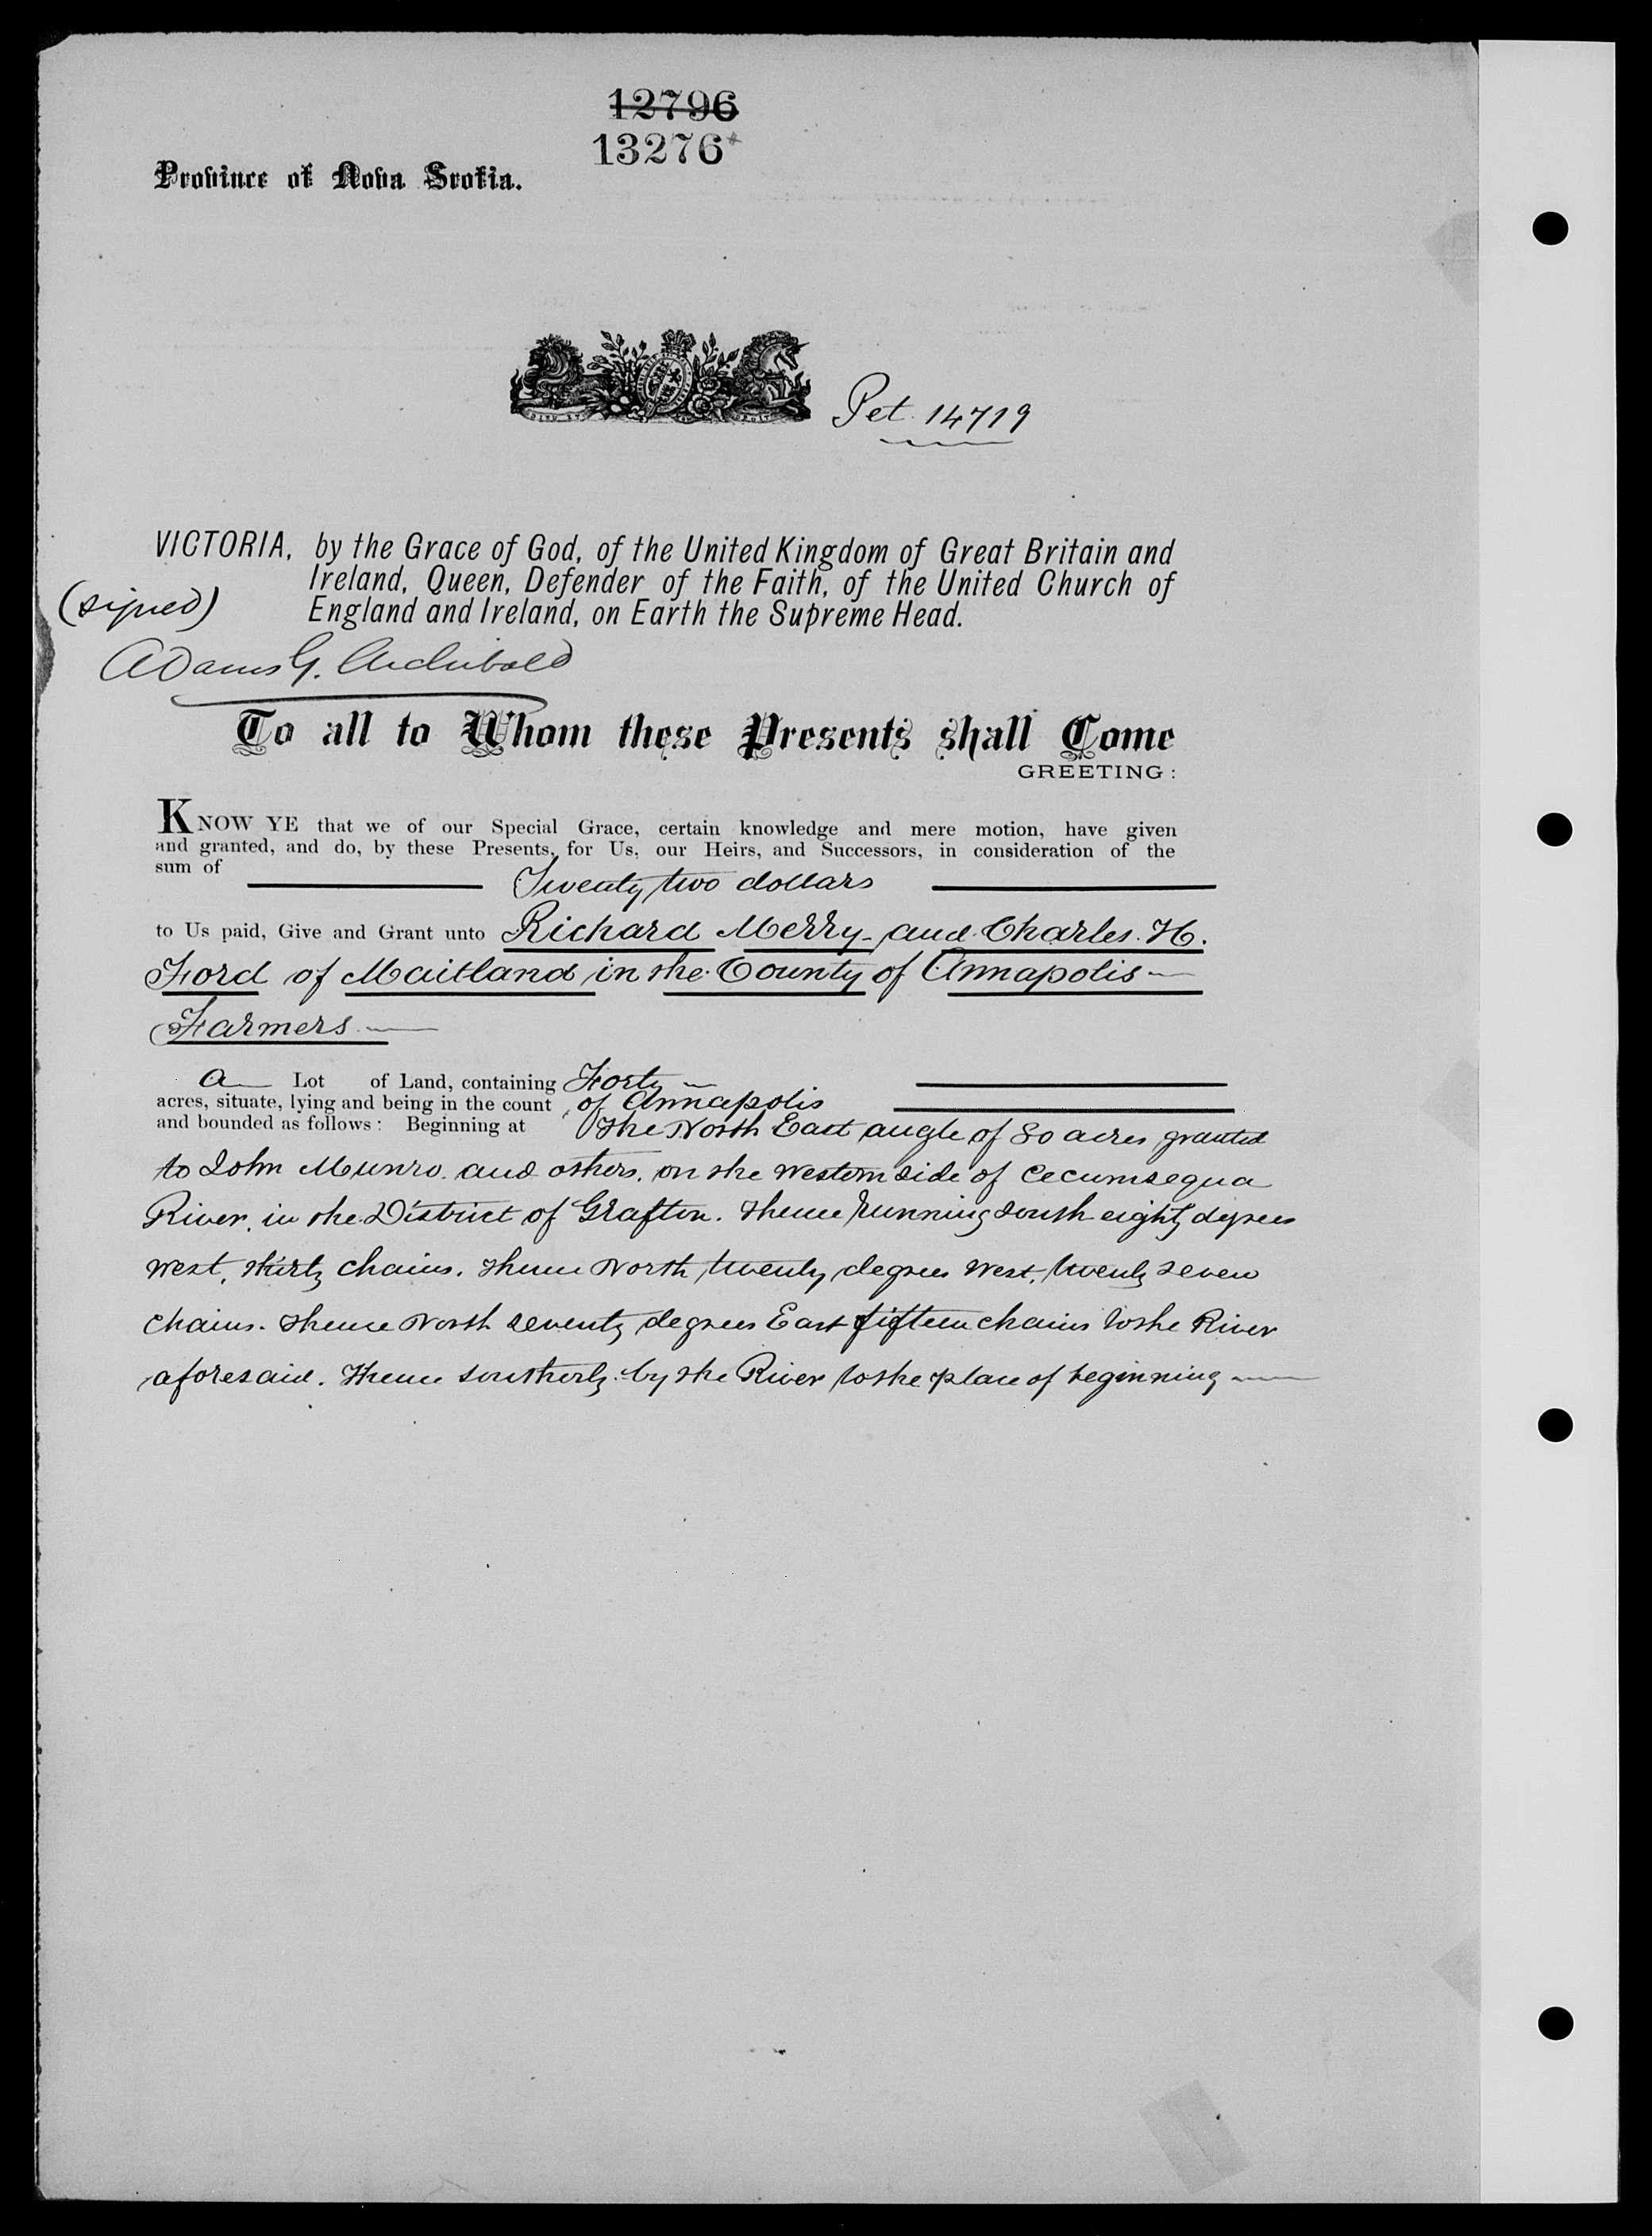 12796
13276
Province of Nova Scotia.
Pet. 14719
VICTORIA, by the Grace of God, of the United Kingdom of Great Britain and
Ireland, Queen, Defender of the Faith, of the United Church of
(signed) England and Ireland, on Earth the Supreme Head.
Adams G. Archibald
To all to Whom these Presents shall Come
GREETING:
KNOW YE that we of our Special Grace, certain knowledge and mere motion, have given
and granted, and do, by these Presents, for Us, our Heirs, and Successors, in consideration of the
sum of Twenty two dollars
to Us paid, Give and Grant unto Richard Merry and Charles. H.
Ford of Maitland in the County of Annapolis
Farmers
a Lot of Land, containing Forty
acres, situate, lying and being in the count of Annapolis
and bounded as follows: Beginning at The North East angle of 80 acres granted
to John Munro. and others. on the Western side of Cecumsequa
River. in the District of Grafton. Thence running South eighty degrees
West, thirty chains. Thence North twenty degrees West, twenty seven
chains. Thence North seventy degrees East fifteen chains to the River
aforesaid. Thence southerly by the River to the place of beginning